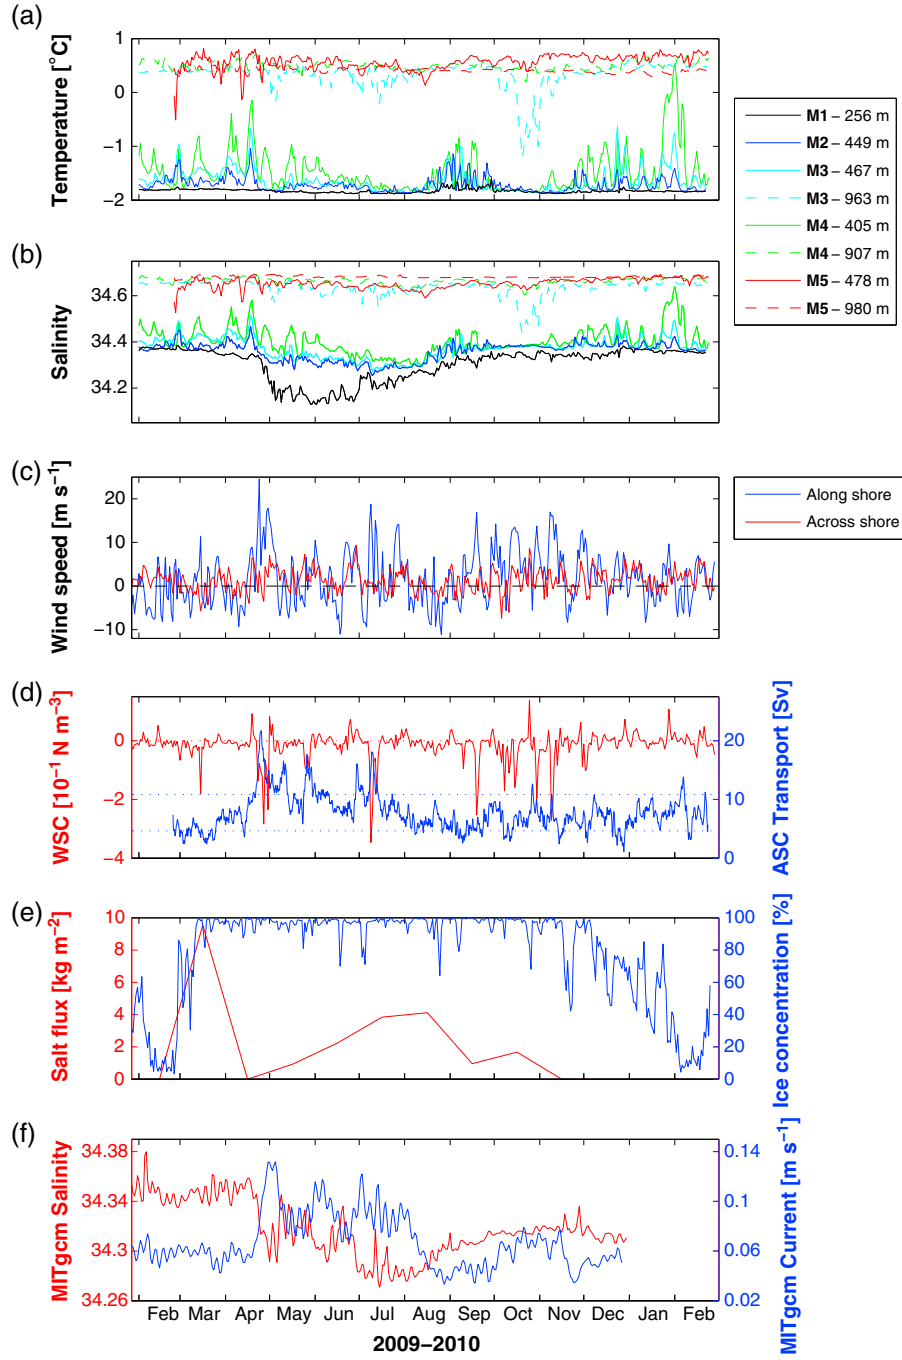 (a)
Temperature [°C]
1
0
−1
−2
M1 – 256 m
M2 – 449 m
M3 – 467 m
M3 – 963 m
M4 – 405 m
M4 – 907 m
M5 – 478 m
M5 – 980 m
(b)
Salinity
34.6
34.4
34.2
(c)
Wind speed [m s−1]
20
10
0
−10
Along shore
Across shore
(d)
WSC [10−1 N m−3]
0
−2
−4
20
10
0
ASC Transport [Sv]
(e)
Salt flux [kg m−2]
10
8
6
4
2
0
100
80
60
40
20
0
Ice concentration [%]
(f)
MITgcm Salinity
34.38
34.34
34.3
34.26
0.14
0.1
0.06
0.02
MITgcm Current [m s−1]
Feb Mar Apr May Jun Jul Aug Sep Oct Nov Dec Jan Feb
2009−2010